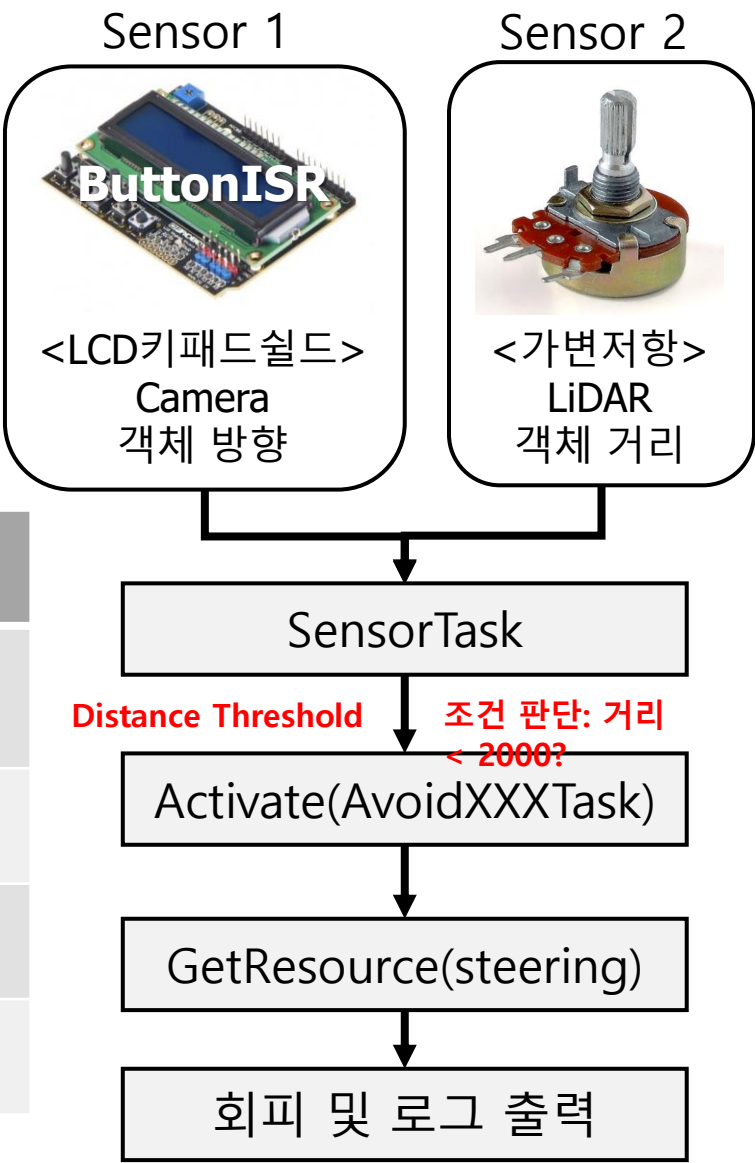 Sensor 1
Sensor 2
ButtonISR
<LCD키패드쉴드>
Camera
객체 방향
<가변저항>
LiDAR
객체 거리
SensorTask
Distance Threshold
조건 판단: 거리
< 2000?
Activate(AvoidXXXTask)
GetResource(steering)
회피 및 로그 출력